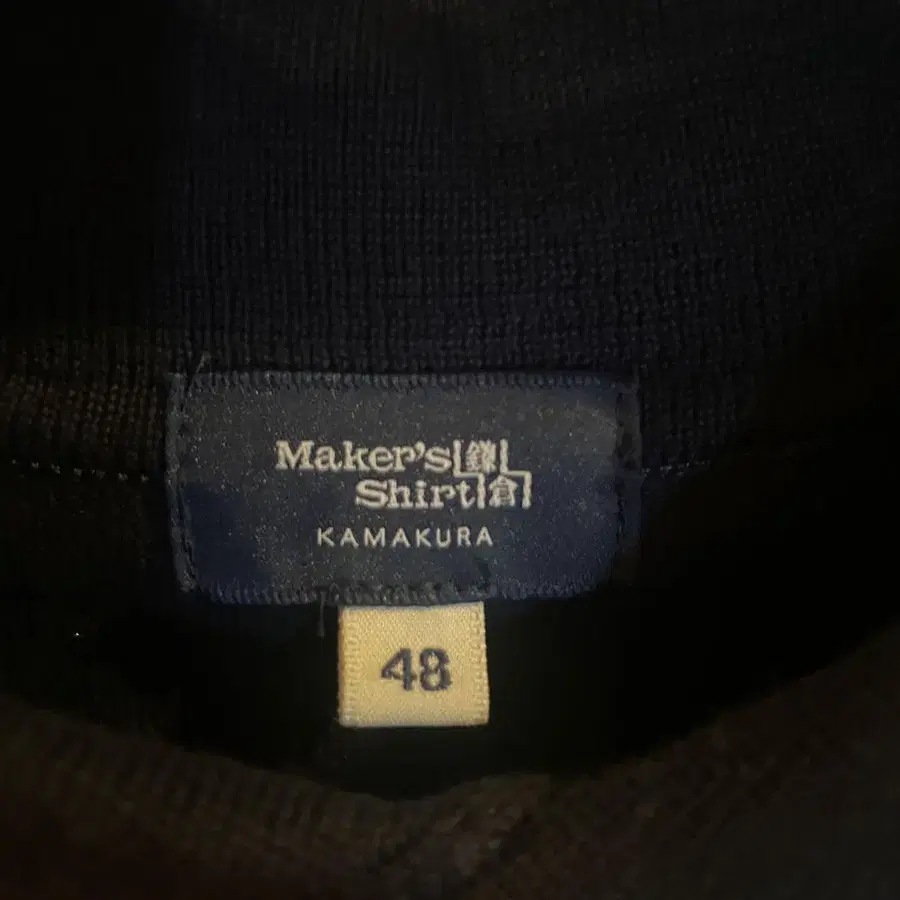 Maker's 鎌
Shirt 倉
KAMAKURA
48